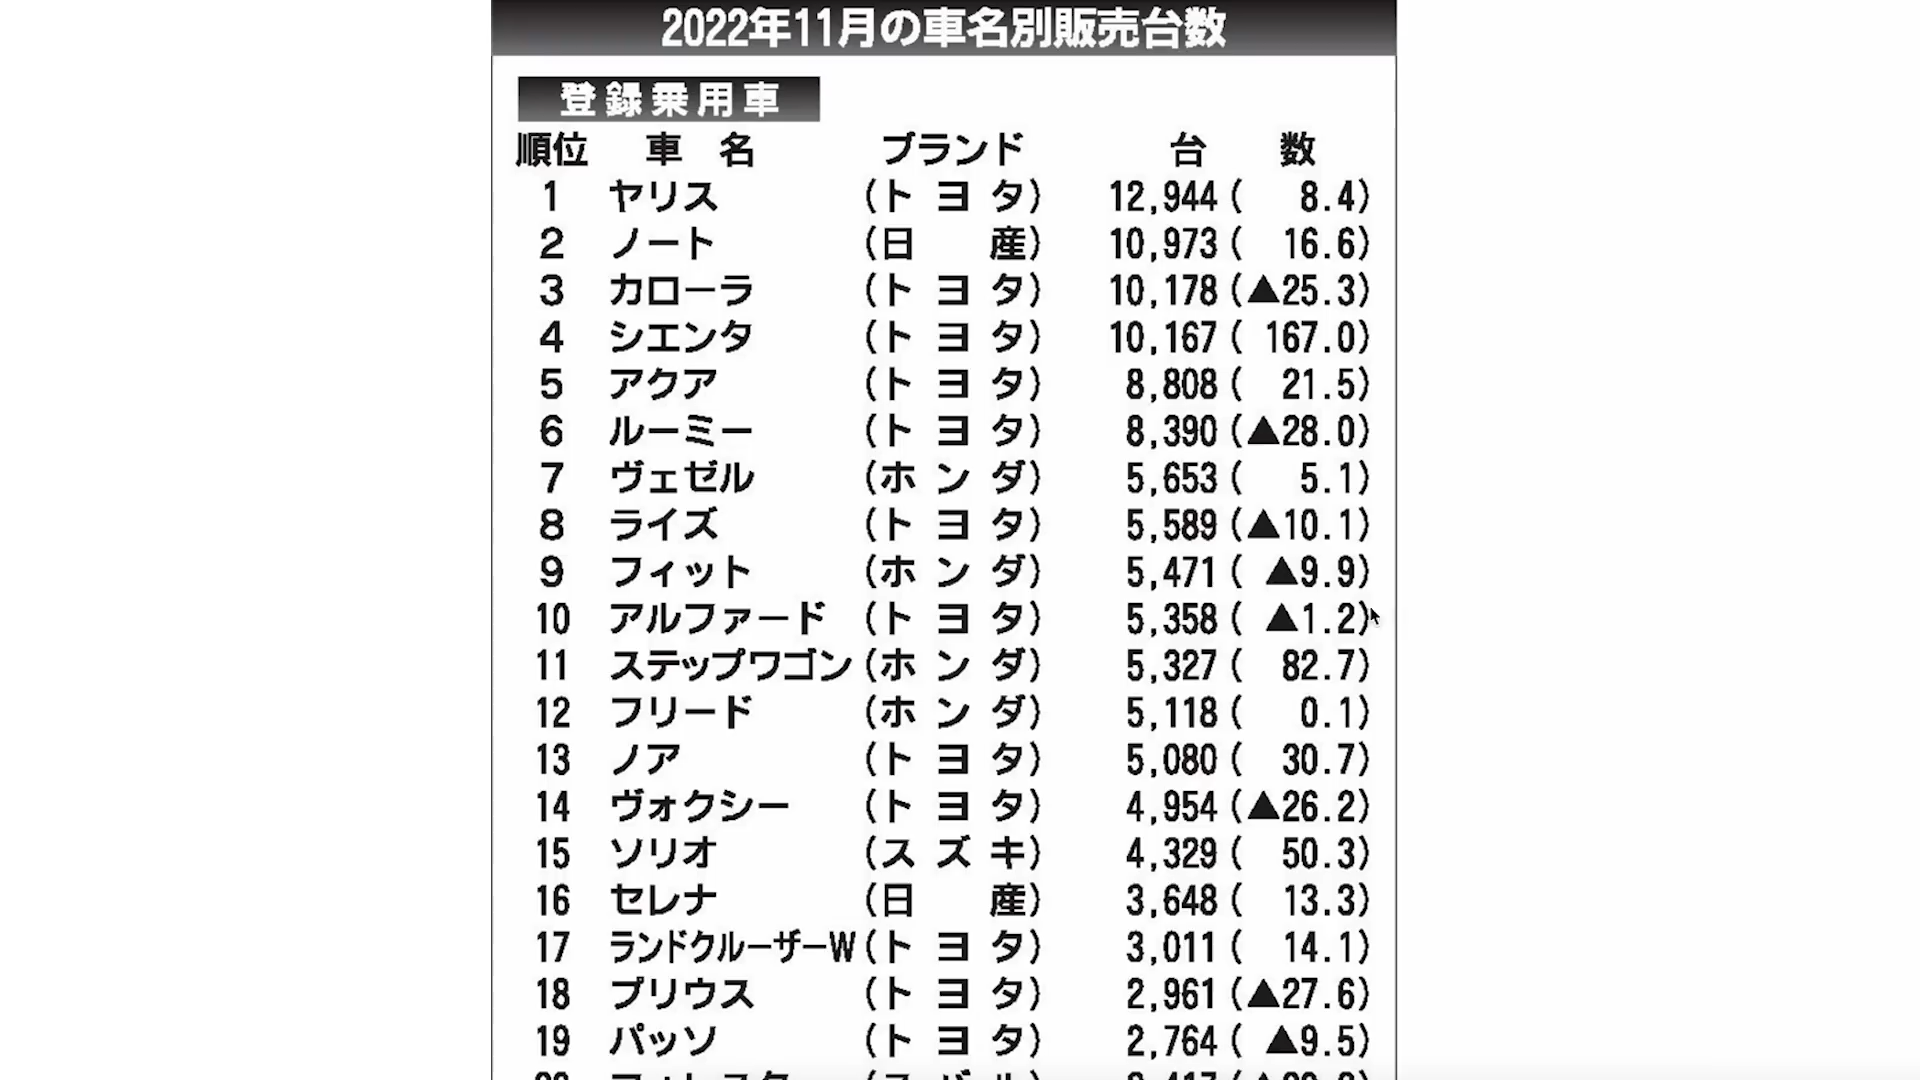 2022年11月の車名別販売台数
登録乗用車
順位 車名 ブランド 台数
1 ヤリス (トヨタ) 12,944 ( 8.4)
2 ノート (日産) 10,973 ( 16.6)
3 カローラ (トヨタ) 10,178 (▲25.3)
4 シエンタ (トヨタ) 10,167 ( 167.0)
5 アクア (トヨタ) 8,808 ( 21.5)
6 ルーミー (トヨタ) 8,390 (▲28.0)
7 ヴェゼル (ホンダ) 5,653 ( 5.1)
8 ライズ (トヨタ) 5,589 (▲10.1)
9 フィット (ホンダ) 5,471 ( ▲9.9)
10 アルファード (トヨタ) 5,358 ( ▲1.2)
11 ステップワゴン (ホンダ) 5,327 ( 82.7)
12 フリード (ホンダ) 5,118 ( 0.1)
13 ノア (トヨタ) 5,080 ( 30.7)
14 ヴォクシー (トヨタ) 4,954 (▲26.2)
15 ソリオ (スズキ) 4,329 ( 50.3)
16 セレナ (日産) 3,648 ( 13.3)
17 ランドクルーザーW (トヨタ) 3,011 ( 14.1)
18 プリウス (トヨタ) 2,961 (▲27.6)
19 パッソ (トヨタ) 2,764 ( ▲9.5)